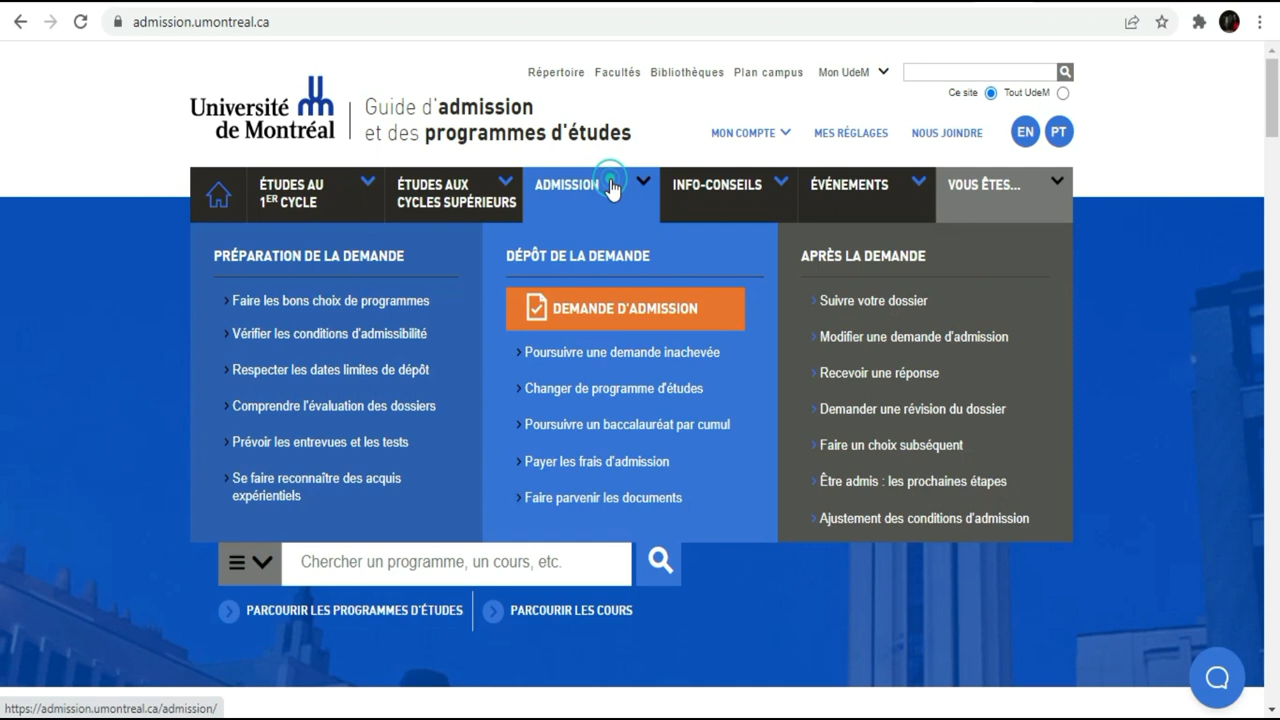 admission.umontreal.ca
Répertoire Facultés Bibliothèques Plan campus Mon UdeM
Ce site Tout UdeM
Université
de Montréal
Guide d'admission
et des programmes d'études
MON COMPTE MES RÉGLAGES NOUS JOINDRE EN PT
ÉTUDES AU
1ER CYCLE
ÉTUDES AUX
CYCLES SUPÉRIEURS
ADMISSION
INFO-CONSEILS
ÉVÉNEMENTS
VOUS ÊTES...
PRÉPARATION DE LA DEMANDE
Faire les bons choix de programmes
Vérifier les conditions d'admissibilité
Respecter les dates limites de dépôt
Comprendre l'évaluation des dossiers
Prévoir les entrevues et les tests
Se faire reconnaître des acquis
expérientiels
DÉPÔT DE LA DEMANDE
DEMANDE D'ADMISSION
Poursuivre une demande inachevée
Changer de programme d'études
Poursuivre un baccalauréat par cumul
Payer les frais d'admission
Faire parvenir les documents
APRÈS LA DEMANDE
Suivre votre dossier
Modifier une demande d'admission
Recevoir une réponse
Demander une révision du dossier
Faire un choix subséquent
Être admis : les prochaines étapes
Ajustement des conditions d'admission
Chercher un programme, un cours, etc.
PARCOURIR LES PROGRAMMES D'ÉTUDES
PARCOURIR LES COURS
https://admission.umontreal.ca/admission/